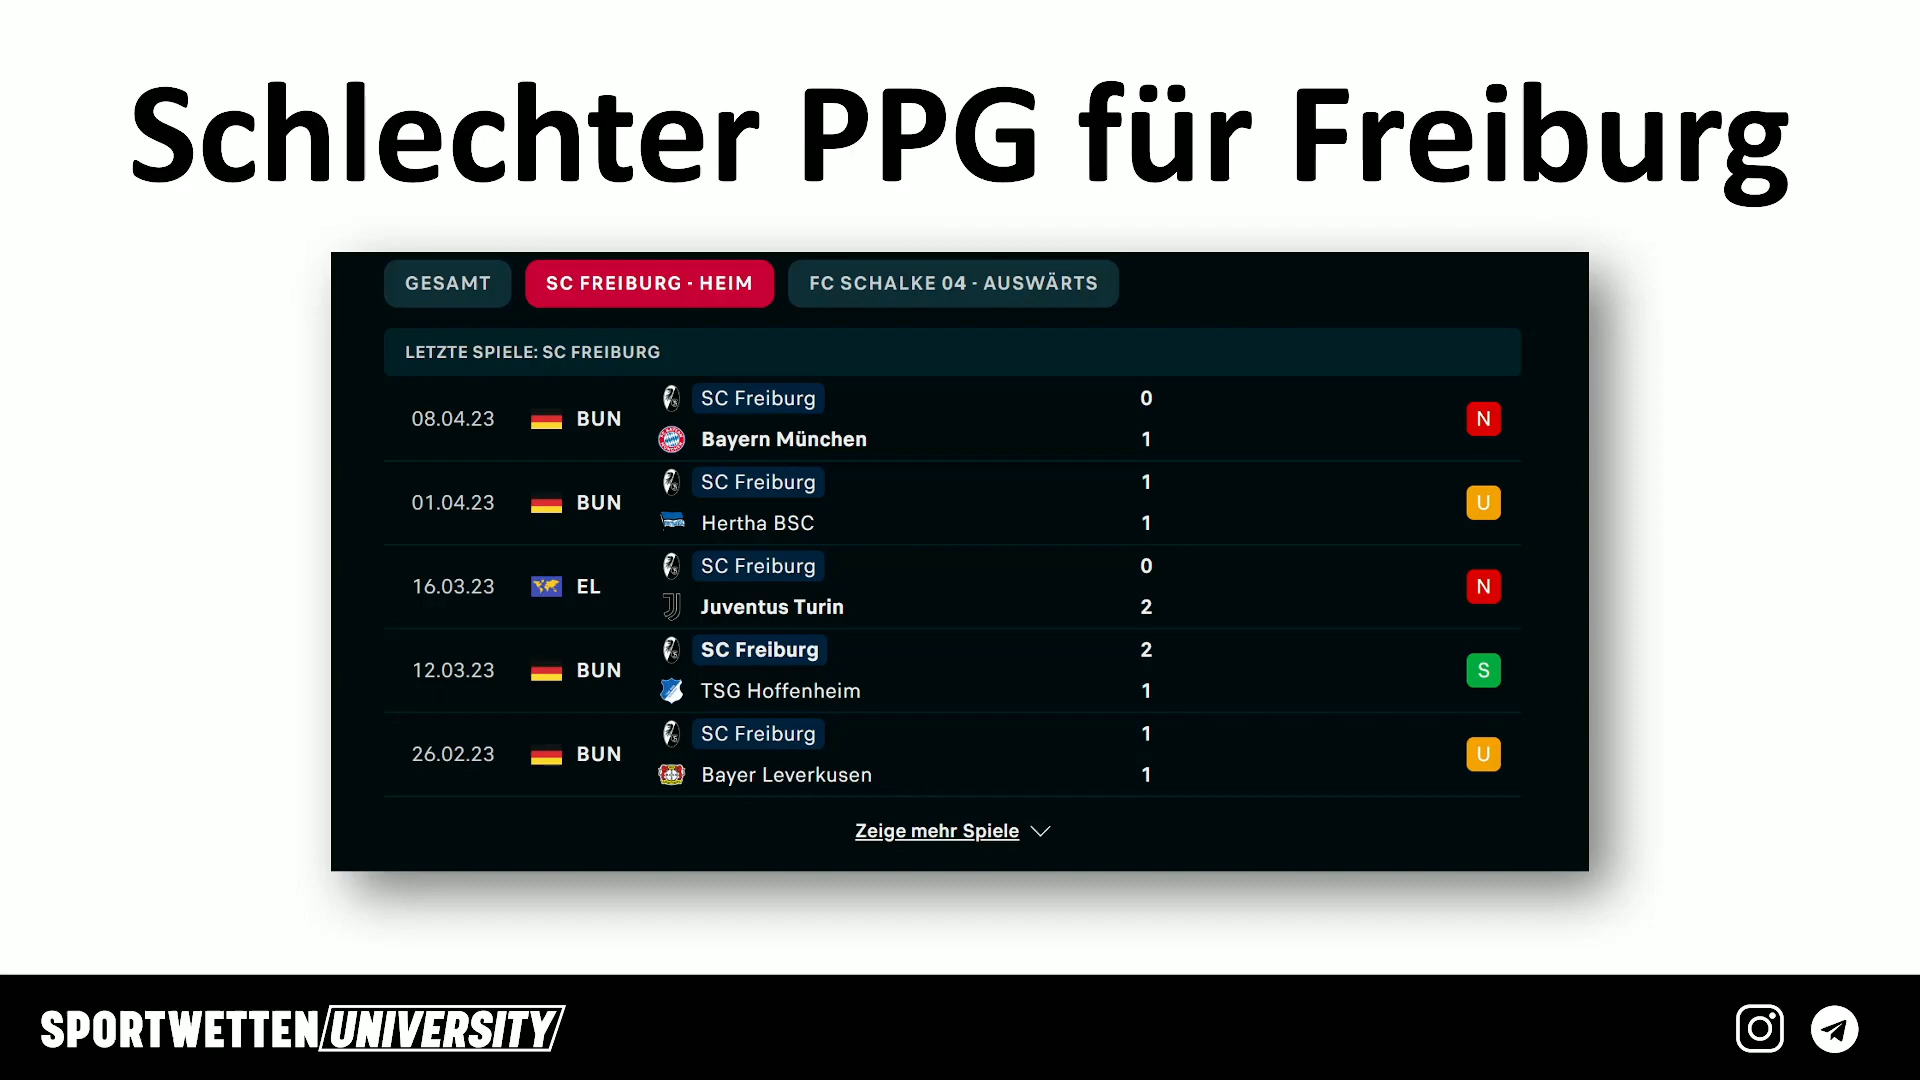 Schlechter PPG für Freiburg
GESAMT
SC FREIBURG - HEIM
FC SCHALKE 04 - AUSWÄRTS
LETZTE SPIELE: SC FREIBURG
08.04.23 BUN SC Freiburg 0 N
Bayern München 1
01.04.23 BUN SC Freiburg 1 U
Hertha BSC 1
16.03.23 EL SC Freiburg 0 N
Juventus Turin 2
12.03.23 BUN SC Freiburg 2 S
TSG Hoffenheim 1
26.02.23 BUN SC Freiburg 1 U
Bayer Leverkusen 1
Zeige mehr Spiele
SPORTWETTEN UNIVERSITY